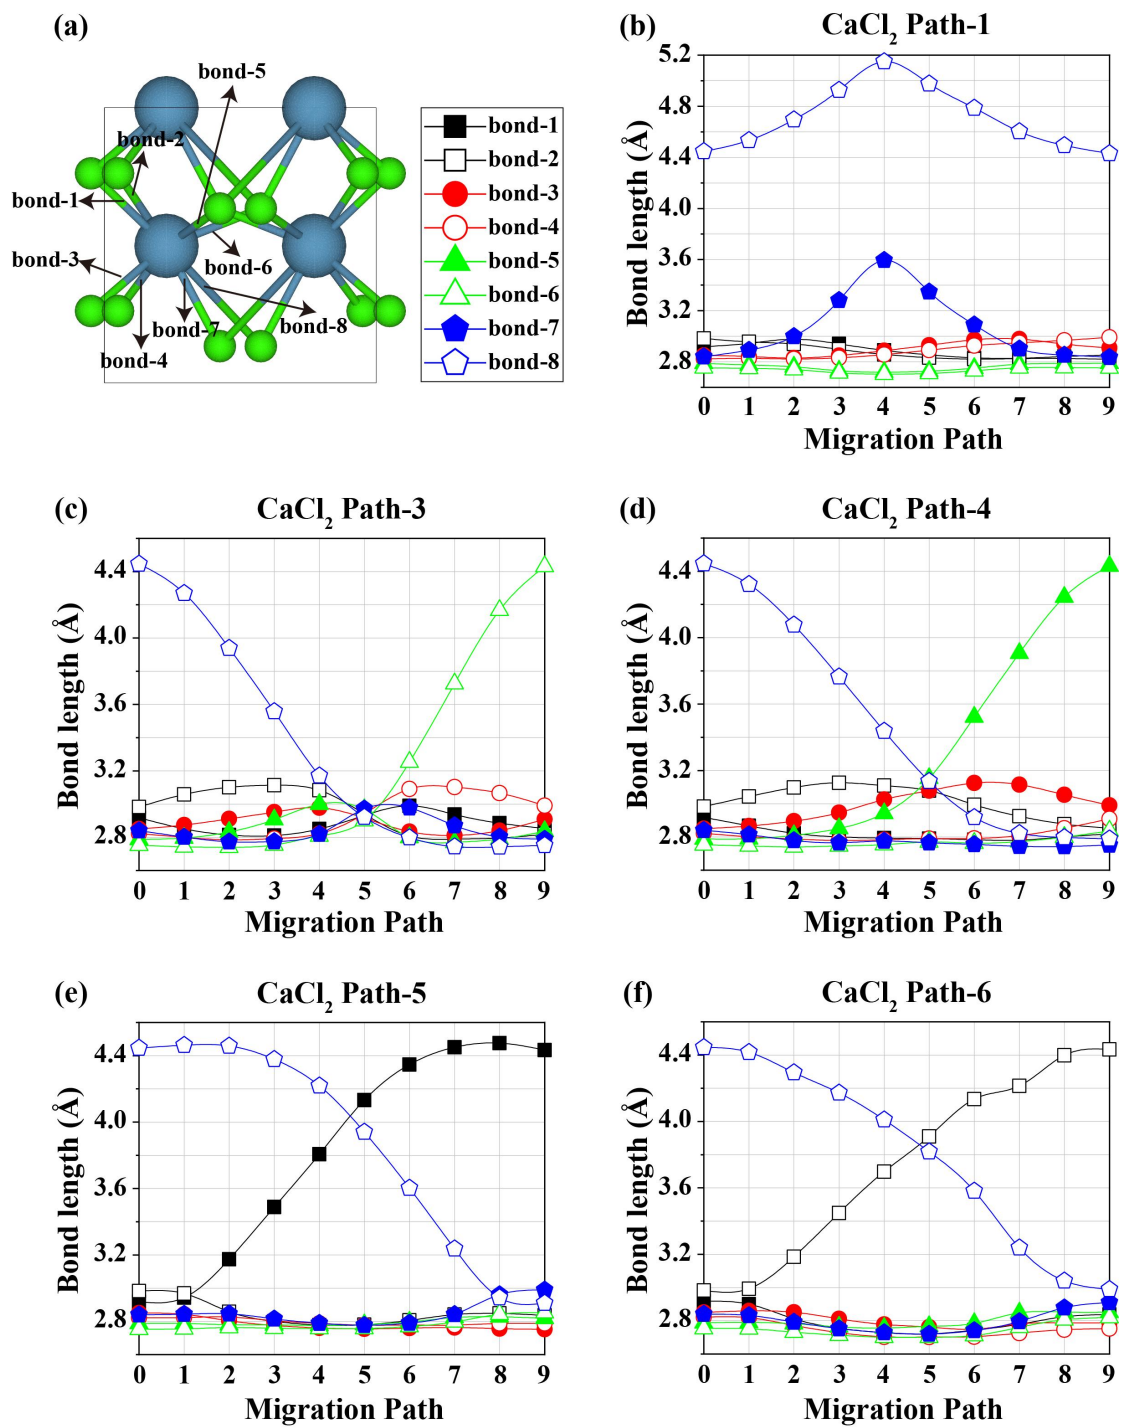 (a)
bond-5
bond-2
bond-1
bond-3
bond-6
bond-7
bond-8
bond-4
bond-1
bond-2
bond-3
bond-4
bond-5
bond-6
bond-7
bond-8
(b) CaCl₂ Path-1
5.2
4.8
4.4
4.0
3.6
3.2
2.8
Bond length (Å)
0 1 2 3 4 5 6 7 8 9
Migration Path
(c) CaCl₂ Path-3
4.4
4.0
3.6
3.2
2.8
Bond length (Å)
0 1 2 3 4 5 6 7 8 9
Migration Path
(d) CaCl₂ Path-4
4.4
4.0
3.6
3.2
2.8
Bond length (Å)
0 1 2 3 4 5 6 7 8 9
Migration Path
(e) CaCl₂ Path-5
4.4
4.0
3.6
3.2
2.8
Bond length (Å)
0 1 2 3 4 5 6 7 8 9
Migration Path
(f) CaCl₂ Path-6
4.4
4.0
3.6
3.2
2.8
Bond length (Å)
0 1 2 3 4 5 6 7 8 9
Migration Path